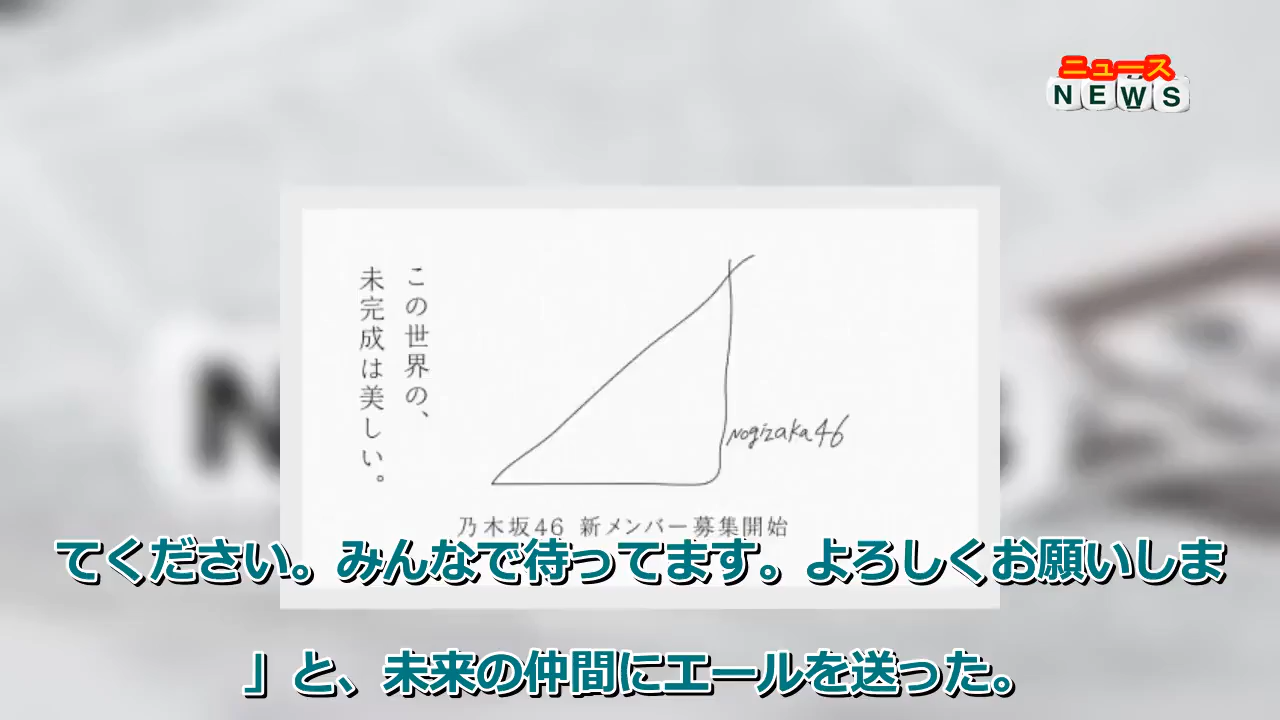 ニュース
NEWS
この世界の、
未完成は美しい。
Nogizaka46
乃木坂46 新メンバー募集開始
てください。みんなで待ってます。よろしくお願いしま
」と、未来の仲間にエールを送った。